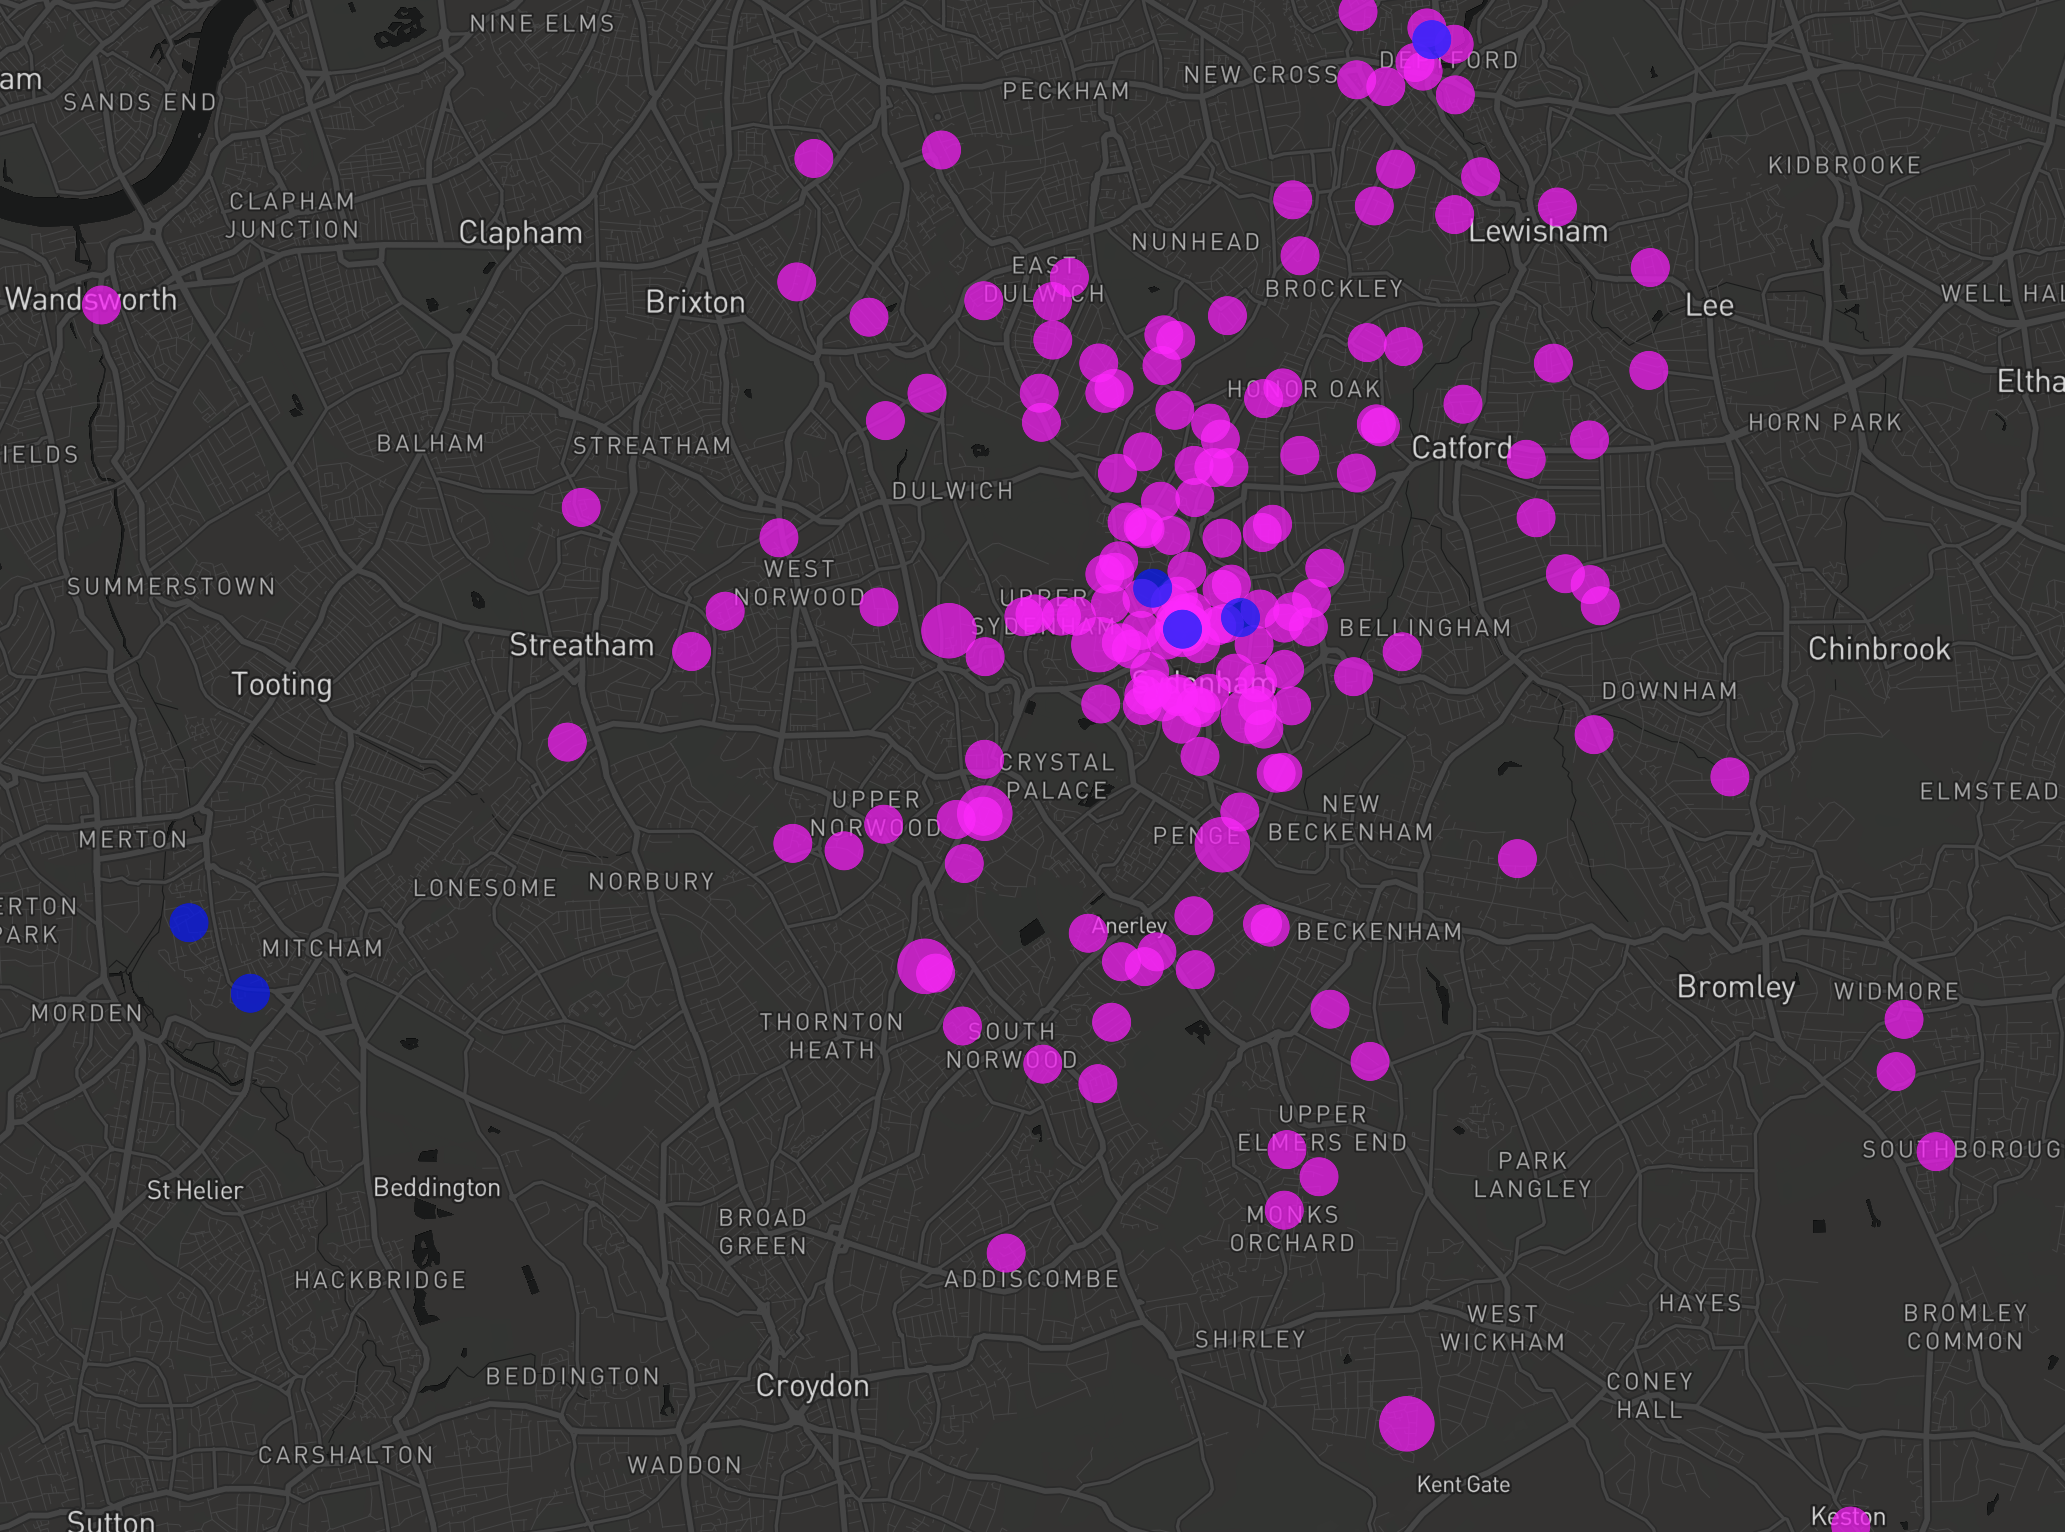 NINE ELMS
am
SANDS END
PECKHAM
NEW CROSS
DEPTFORD
KIDBROOKE
CLAPHAM
JUNCTION
Clapham
NUNHEAD
Lewisham
EAST
DULWICH
BROCKLEY
WELL HAL
Wandsworth
Brixton
Lee
HONOR OAK
Eltha
HORN PARK
IELDS
BALHAM
STREATHAM
Catford
DULWICH
SUMMERSTOWN
WEST
NORWOOD
UPPER
SYDENHAM
BELLINGHAM
Streatham
Chinbrook
Tooting
Sydenham
DOWNHAM
CRYSTAL
PALACE
ELMSTEAD
UPPER
NORWOOD
NEW
BECKENHAM
PENGE
MERTON
LONESOME
NORBURY
ERTON
PARK
Anerley
BECKENHAM
MITCHAM
Bromley
WIDMORE
MORDEN
THORNTON
HEATH
SOUTH
NORWOOD
UPPER
ELMERS END
SOUTHBOROUG
PARK
LANGLEY
St Helier
Beddington
BROAD
GREEN
MONKS
ORCHARD
HACKBRIDGE
ADDISCOMBE
HAYES
WEST
WICKHAM
BROMLEY
COMMON
SHIRLEY
BEDDINGTON
Croydon
CONEY
HALL
CARSHALTON
WADDON
Kent Gate
Sutton
Keston